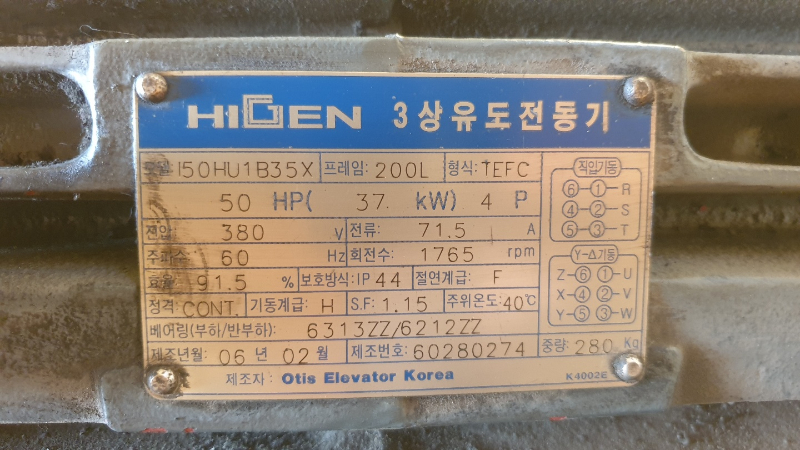 HIGEN 3상유도전동기
모델: 150HU1B35X 프레임: 200L 형식: TEFC
50 HP( 37. kW) 4 P
전압: 380 V 전류: 71.5 A
주파수: 60 Hz 회전수: 1765 rpm
효율: 91.5 % 보호방식: IP 44 절연계급: F
정격: CONT. 기동계급: H S.F: 1.15 주위온도: 40℃
베어링(부하/반부하): 6313ZZ/6212ZZ
제조년월: 06 년 02 월 제조번호: 60280274 중량: 280 Kg
제조자: Otis Elevator Korea
K4002E
직입기동
6 1 R
4 2 S
5 3 T
Y-Δ기동
Z 6 1 U
X 4 2 V
Y 5 3 W